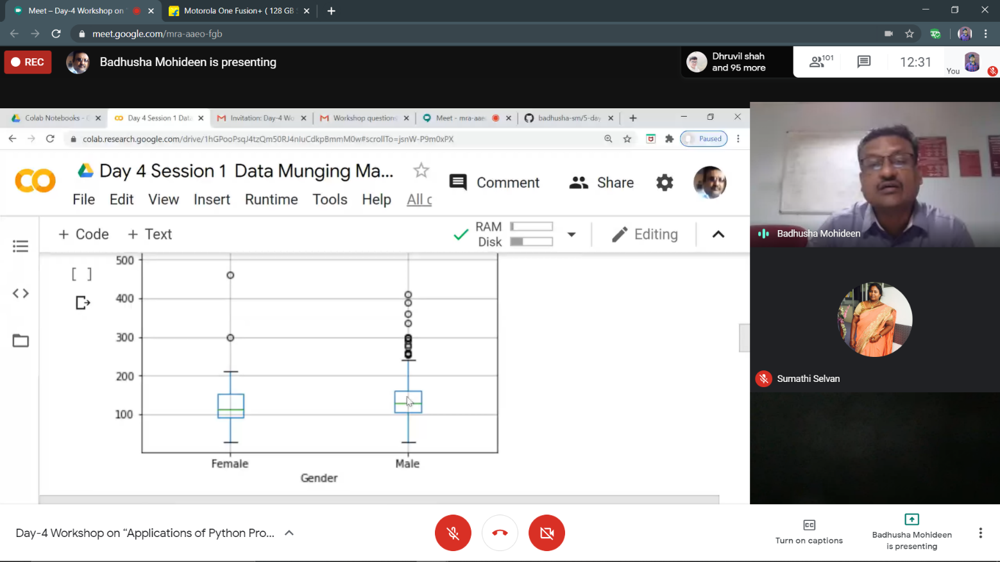 Meet – Day-4 Workshop on "
Motorola One Fusion+ ( 128 GB S
meet.google.com/mra-aaeo-fgb
REC
Badhusha Mohideen is presenting
Dhruvil shah
and 95 more
101
12:31
You
Colab Notebooks -
Day 4 Session 1 Data
Invitation: Day-4 Wo
Workshop questions
Meet - mra-aae
badhusha-sm/5-day
colab.research.google.com/drive/1hGPooPsqJ4tzQm50RJ4nIuCdkpBmmM0w#scrollTo=jsnW-P9m0xPX
Paused
Day 4 Session 1 Data Munging Ma...
Comment
Share
File Edit View Insert Runtime Tools Help All c
+ Code + Text
RAM
Disk
Editing
[ ]
500
400
300
200
100
Female
Male
Gender
Badhusha Mohideen
Sumathi Selvan
Day-4 Workshop on “Applications of Python Pro...
CC
Turn on captions
Badhusha Mohideen
is presenting